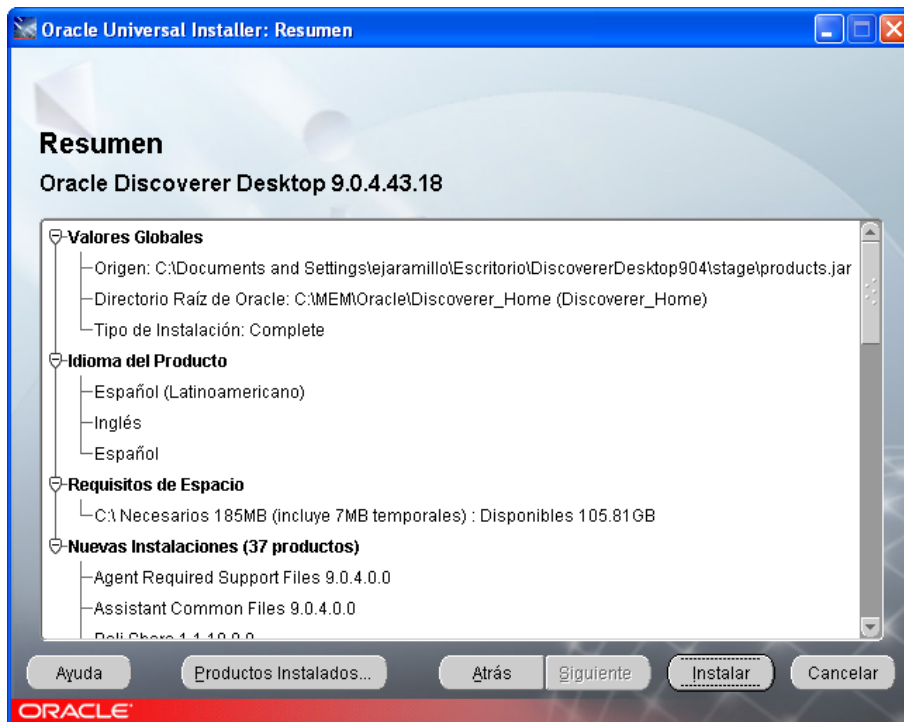 Oracle Universal Installer: Resumen
Resumen
Oracle Discoverer Desktop 9.0.4.43.18
Valores Globales
Origen: C:\Documents and Settings\ejaramillo\Escritorio\DiscovererDesktop904\stage\products.jar
Directorio Raíz de Oracle: C:\MEM\Oracle\Discoverer_Home (Discoverer_Home)
Tipo de Instalación: Complete
Idioma del Producto
Español (Latinoamericano)
Inglés
Español
Requisitos de Espacio
C:\ Necesarios 185MB (incluye 7MB temporales) : Disponibles 105.81GB
Nuevas Instalaciones (37 productos)
Agent Required Support Files 9.0.4.0.0
Assistant Common Files 9.0.4.0.0
Ayuda Productos Instalados... Atrás Siguiente Instalar Cancelar
ORACLE